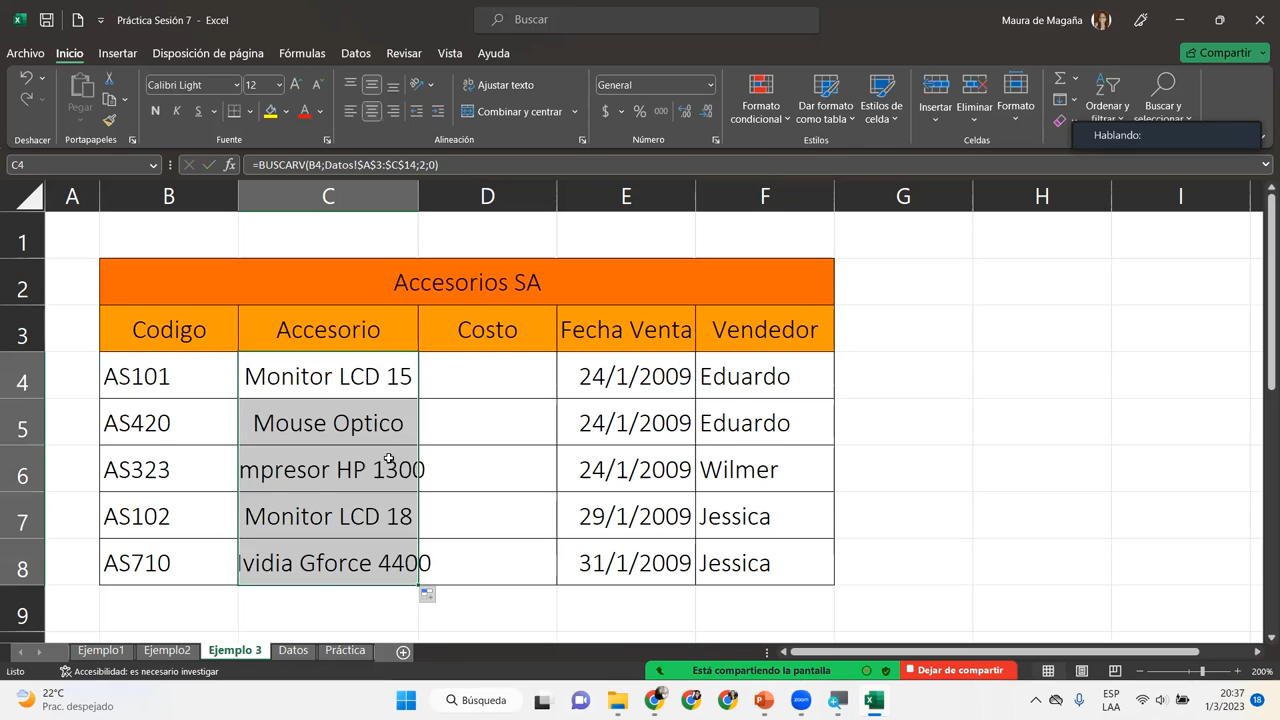 Práctica Sesión 7 - Excel
Buscar
Maura de Magaña
Archivo Inicio Insertar Disposición de página Fórmulas Datos Revisar Vista Ayuda
Compartir
Pegar
Calibri Light 12
N K S
Ajustar texto
Combinar y centrar
General
$ % 000
Formato condicional
Dar formato como tabla
Estilos de celda
Insertar
Eliminar
Formato
Ordenar y filtrar
Buscar y seleccionar
Deshacer Portapapeles Fuente Alineación Número Estilos Celdas
Hablando:
C4
fx =BUSCARV(B4;Datos!$A$3:$C$14;2;0)
A B C D E F G H I
1
2 Accesorios SA
3 Codigo Accesorio Costo Fecha Venta Vendedor
4 AS101 Monitor LCD 15 24/1/2009 Eduardo
5 AS420 Mouse Optico 24/1/2009 Eduardo
6 AS323 mpresor HP 1300 24/1/2009 Wilmer
7 AS102 Monitor LCD 18 29/1/2009 Jessica
8 AS710 vidia Gforce 4400 31/1/2009 Jessica
9
Ejemplo1 Ejemplo2 Ejemplo 3 Datos Práctica
Listo
Accesibilidad: es necesario investigar
Está compartiendo la pantalla
Dejar de compartir
200%
22°C
Prac. despejado
Búsqueda
ESP
LAA
20:37
1/3/2023
18